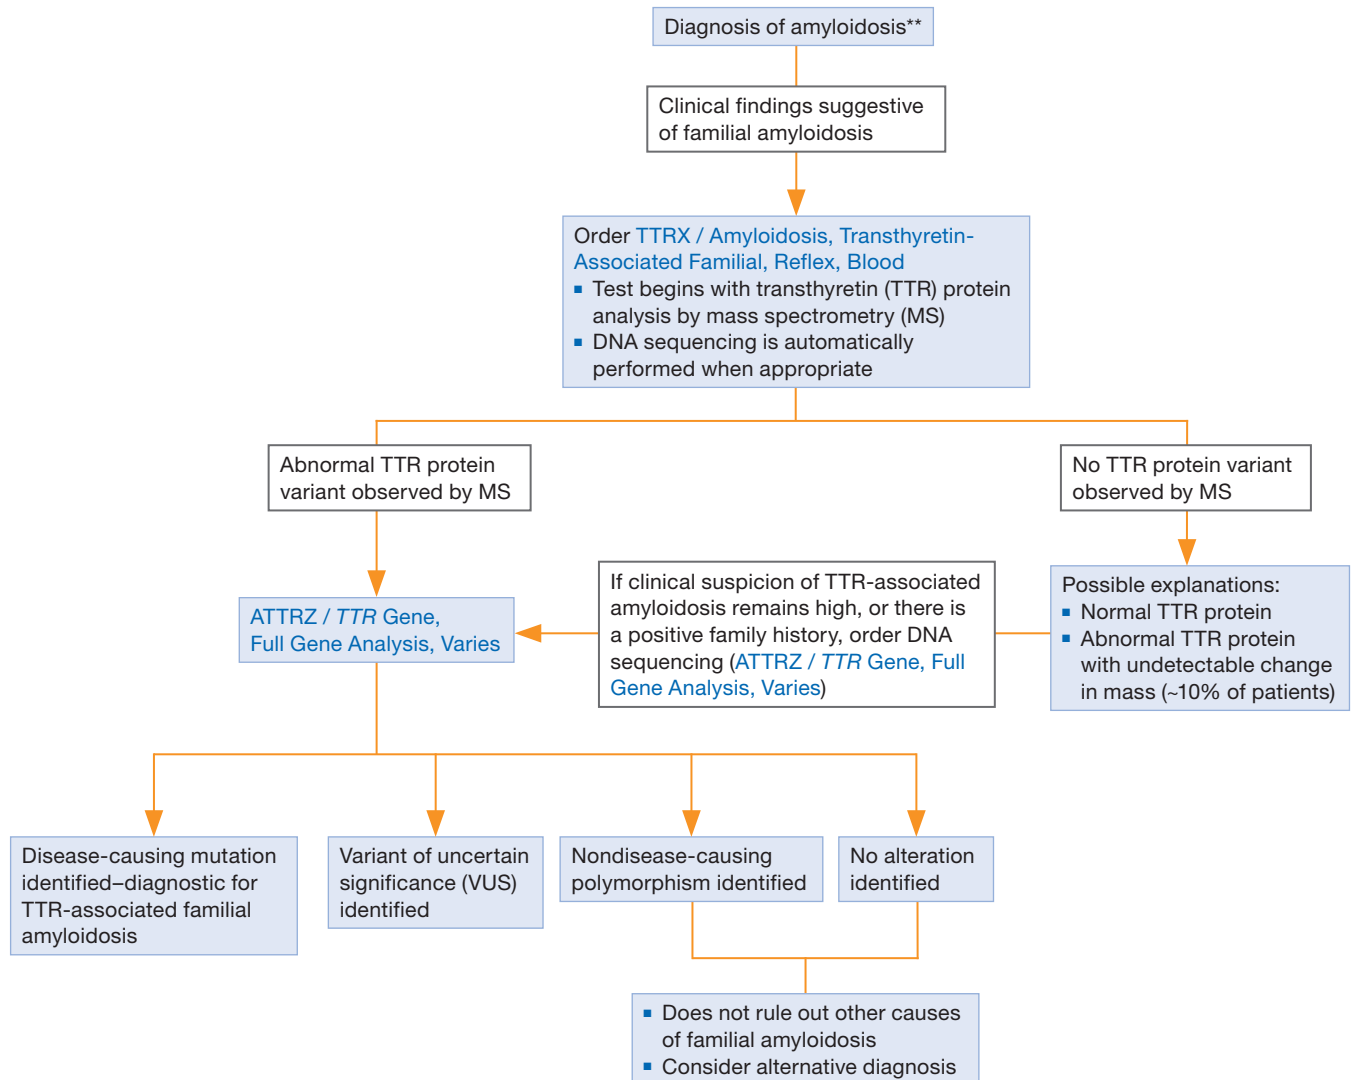 Diagnosis of amyloidosis**
Clinical findings suggestive
of familial amyloidosis
Order TTRX / Amyloidosis, Transthyretin-
Associated Familial, Reflex, Blood
▪ Test begins with transthyretin (TTR) protein
analysis by mass spectrometry (MS)
▪ DNA sequencing is automatically
performed when appropriate
Abnormal TTR protein
variant observed by MS
No TTR protein variant
observed by MS
ATTRZ / TTR Gene,
Full Gene Analysis, Varies
If clinical suspicion of TTR-associated
amyloidosis remains high, or there is
a positive family history, order DNA
sequencing (ATTRZ / TTR Gene, Full
Gene Analysis, Varies)
Possible explanations:
▪ Normal TTR protein
▪ Abnormal TTR protein
with undetectable change
in mass (~10% of patients)
Disease-causing mutation
identified–diagnostic for
TTR-associated familial
amyloidosis
Variant of uncertain
significance (VUS)
identified
Nondisease-causing
polymorphism identified
No alteration
identified
▪ Does not rule out other causes
of familial amyloidosis
▪ Consider alternative diagnosis